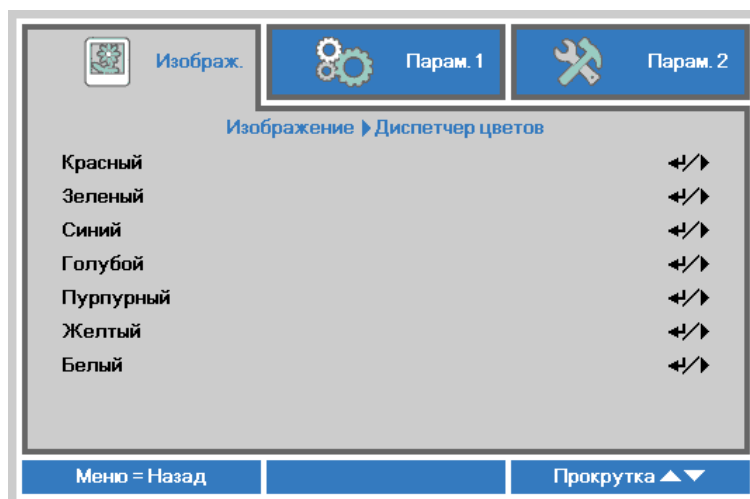 Изображ. Парам. 1 Парам. 2
Изображение Диспетчер цветов
Красный
Зеленый
Синий
Голубой
Пурпурный
Желтый
Белый
Меню = Назад Прокрутка